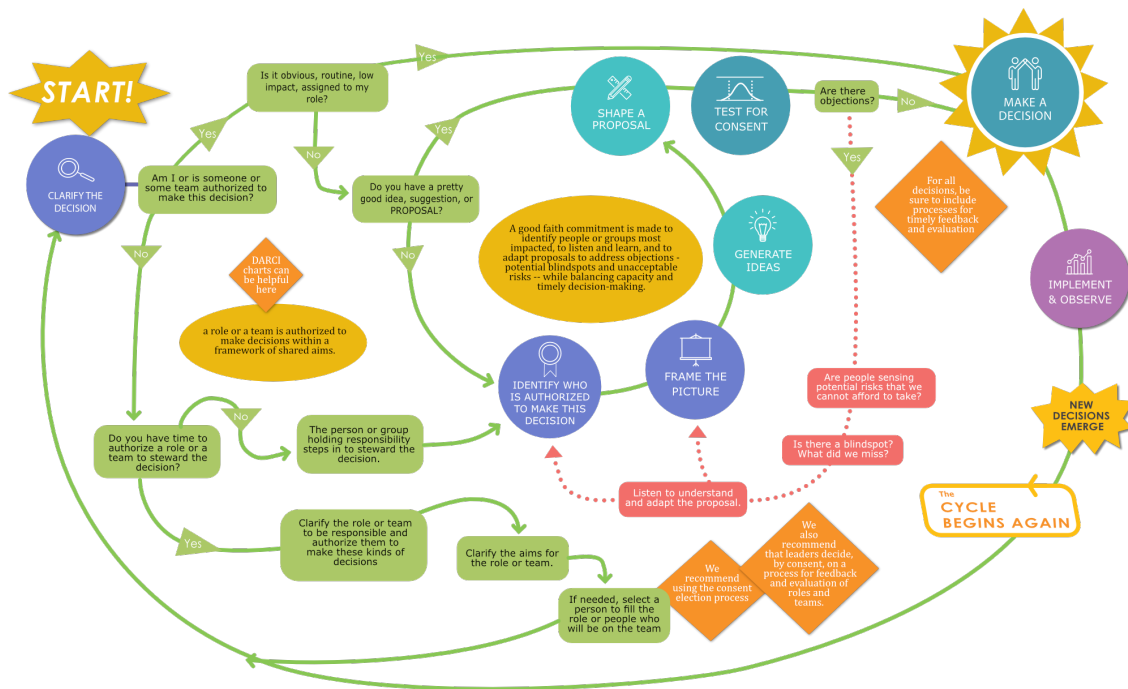 START!
CLARIFY THE
DECISION
Am I or is someone or
some team authorized to
make this decision?
Yes
Is it obvious, routine, low
impact, assigned to my
role?
Yes
No
Do you have a pretty
good idea, suggestion, or
PROPOSAL?
Yes
SHAPE A
PROPOSAL
TEST FOR
CONSENT
Are there
objections?
No
MAKE A
DECISION
Yes
For all
decisions, be
sure to include
processes for
timely feedback
and evaluation
A good faith commitment is made to
identify people or groups most
impacted, to listen and learn, and to
adapt proposals to address objections -
potential blindspots and unacceptable
risks -- while balancing capacity and
timely decision-making.
GENERATE
IDEAS
IMPLEMENT
& OBSERVE
No
No
DARCI
charts can
be helpful
here
a role or a team is authorized to
make decisions within a
framework of shared aims.
IDENTIFY WHO
IS AUTHORIZED
TO MAKE THIS
DECISION
FRAME THE
PICTURE
Are people sensing
potential risks that we
cannot afford to take?
Is there a blindspot?
What did we miss?
Listen to understand
and adapt the proposal.
NEW
DECISIONS
EMERGE
Do you have time to
authorize a role or a
team to steward the
decision?
No
The person or group
holding responsibility
steps in to steward the
decision.
Yes
Clarify the role or team
to be responsible and
authorize them to
make these kinds of
decisions
Clarify the aims for
the role or team.
If needed, select a
person to fill the
role or people who
will be on the team
We
recommend
using the consent
election process
We
also
recommend
that leaders decide,
by consent, on a
process for feedback
and evaluation of
roles and
teams.
The
CYCLE
BEGINS AGAIN